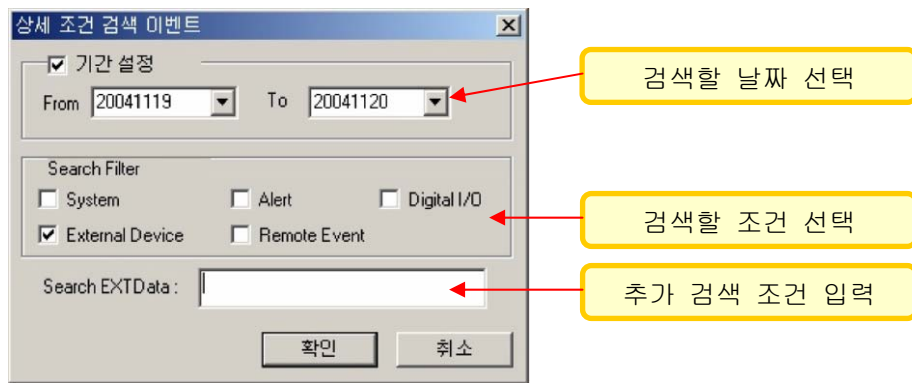 상세 조건 검색 이벤트
기간 설정
From 20041119 To 20041120
검색할 날짜 선택
Search Filter
System Alert Digital I/O
External Device Remote Event
검색할 조건 선택
Search EXTData :
추가 검색 조건 입력
확인 취소